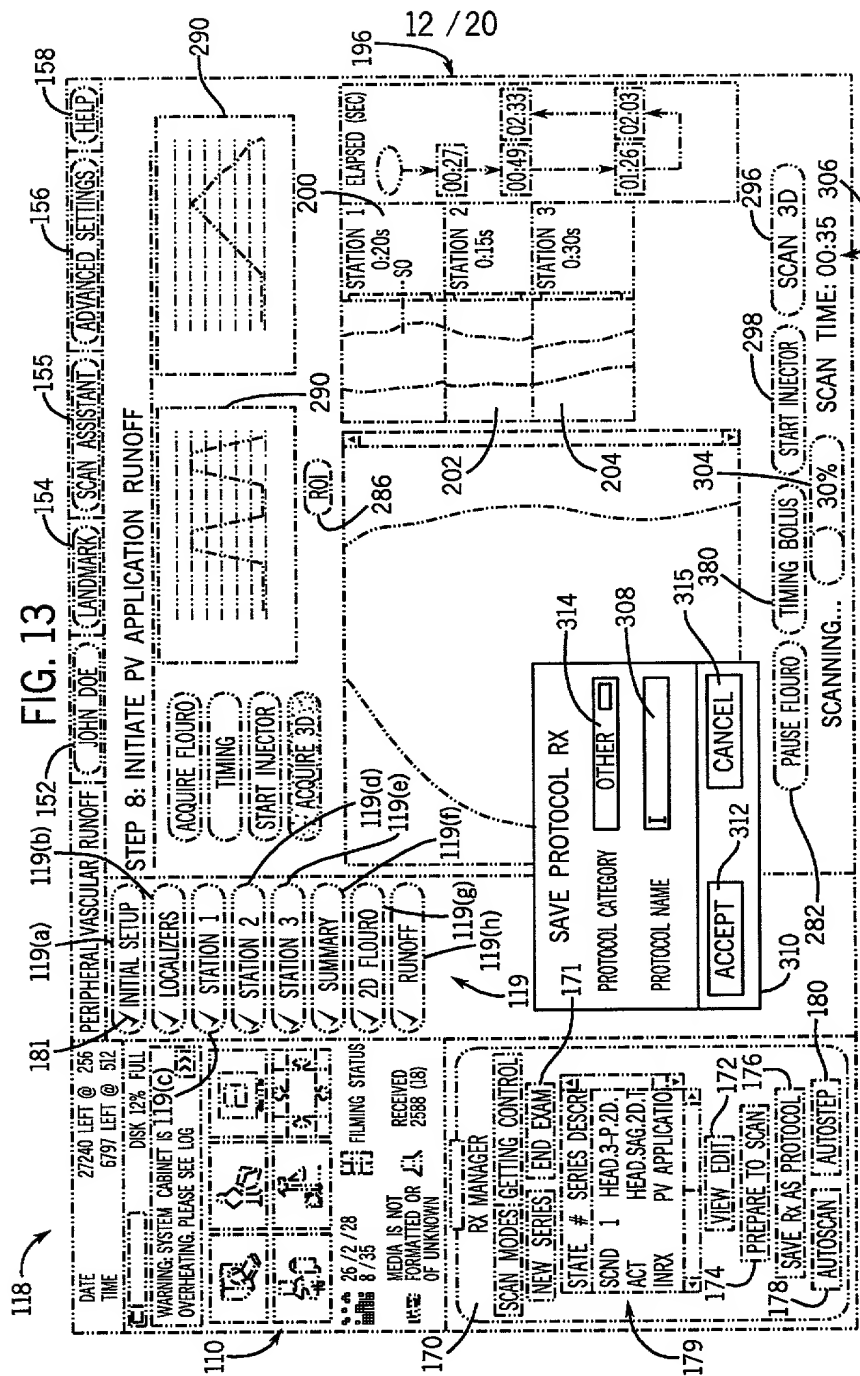 12 / 20
FIG. 13
118
152
154
155
156
158
DATE
TIME
27240 LEFT @ 256
6797 LEFT @ 512
DISK 12% FULL
WARNING: SYSTEM CABINET IS
OVERHEATING. PLEASE SEE LOG
110
26 / 2 / 28
8 / 35
FILMING STATUS
MEDIA IS NOT
FORMATTED OR
OF UNKNOWN
RECEIVED
2588 (18)
170
RX MANAGER
SCAN MODES
GETTING CONTROL
NEW SERIES
END EXAM
171
STATE # SERIES DESCR
SCND 1 HEAD.3-P.2D.
ACT HEAD.SAG.2D.T
INRX PV APPLICATIO
179
VIEW EDIT
172
174
PREPARE TO SCAN
176
SAVE Rx AS PROTOCOL
178
AUTOSCAN
AUTOSTEP
180
PERIPHERAL VASCULAR RUNOFF
JOHN DOE
LANDMARK
SCAN ASSISTANT
ADVANCED SETTINGS
HELP
181
119(a)
119(b)
119(c)
119(d)
119(e)
119(f)
119(g)
119(h)
119
INITIAL SETUP
LOCALIZERS
STATION 1
STATION 2
STATION 3
SUMMARY
2D FLOURO
RUNOFF
STEP 8: INITIATE PV APPLICATION RUNOFF
ACQUIRE FLOURO
TIMING
START INJECTOR
ACQUIRE 3D
290
290
ROI
286
200
196
STATION 1
0:20s
S0
STATION 2
0:15s
STATION 3
0:30s
ELAPSED (SEC)
00:27
00:49
02:33
01:26
02:03
202
204
SAVE PROTOCOL RX
PROTOCOL CATEGORY
OTHER
314
PROTOCOL NAME
308
ACCEPT
312
CANCEL
315
310
282
380
304
298
296
PAUSE FLOURO
TIMING BOLUS
START INJECTOR
SCAN 3D
SCANNING...
30%
SCAN TIME: 00:35
306